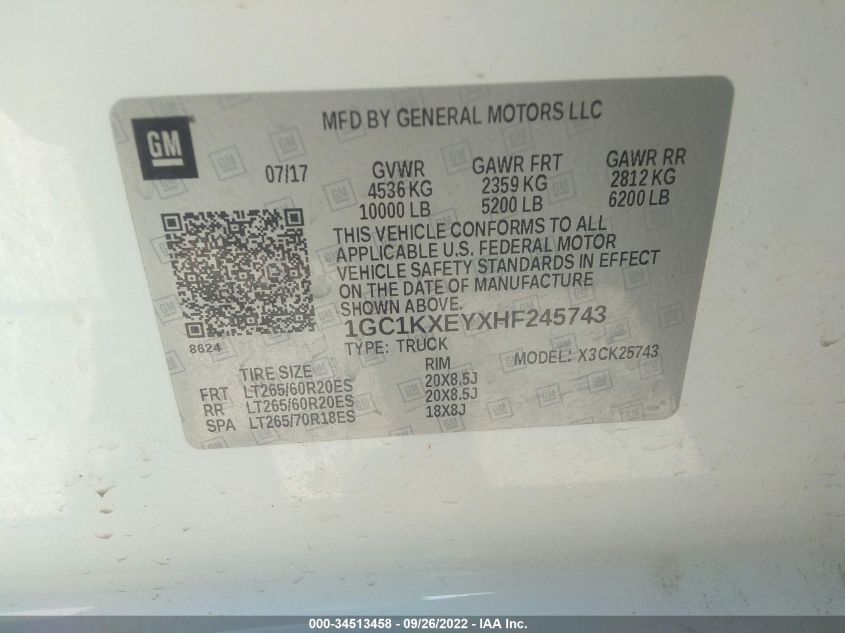 GM
MFD BY GENERAL MOTORS LLC
07/17
GVWR
4536 KG
10000 LB
GAWR FRT
2359 KG
5200 LB
GAWR RR
2812 KG
6200 LB
THIS VEHICLE CONFORMS TO ALL
APPLICABLE U.S. FEDERAL MOTOR
VEHICLE SAFETY STANDARDS IN EFFECT
ON THE DATE OF MANUFACTURE
SHOWN ABOVE.
1GC1KXEYXHF245743
8624
TYPE: TRUCK
MODEL: X3CK25743
TIRE SIZE RIM
FRT LT265/60R20ES 20X8.5J
RR LT265/60R20ES 20X8.5J
SPA LT265/70R18ES 18X8J
000-34513458 - 09/26/2022 - IAA Inc.